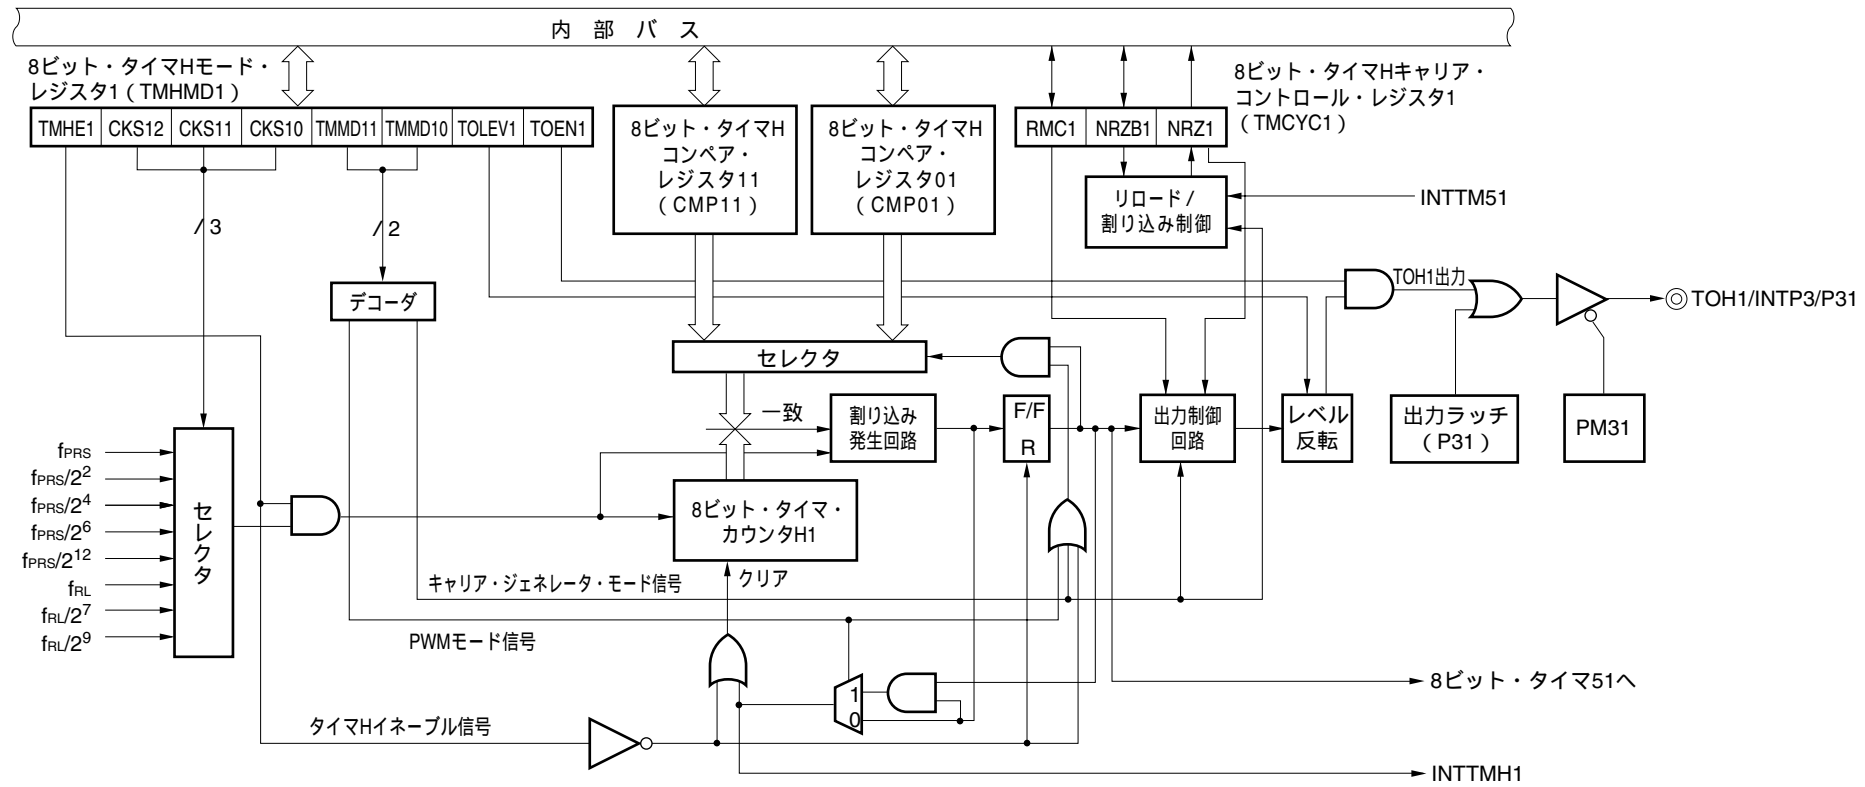 内 部 バ ス
8ビット・タイマHモード・
レジスタ1（TMHMD1）
TMHE1 CKS12 CKS11 CKS10 TMMD11 TMMD10 TOLEV1 TOEN1
8ビット・タイマH
コンペア・
レジスタ11
（CMP11）
8ビット・タイマH
コンペア・
レジスタ01
（CMP01）
8ビット・タイマHキャリア・
コントロール・レジスタ1
（TMCYC1）
RMC1 NRZB1 NRZ1
リロード/
割り込み制御
INTTM51
/3
/2
デコーダ
TOH1出力
TOH1/INTP3/P31
セレクタ
一致
割り込み
発生回路
F/F
R
出力制御
回路
レベル
反転
出力ラッチ
（P31）
PM31
fPRS
fPRS/2²
fPRS/2⁴
fPRS/2⁶
fPRS/2¹²
fRL
fRL/2⁷
fRL/2⁹
セレクタ
8ビット・タイマ・
カウンタH1
キャリア・ジェネレータ・モード信号
クリア
PWMモード信号
1
0
8ビット・タイマ51へ
タイマHイネーブル信号
INTTMH1